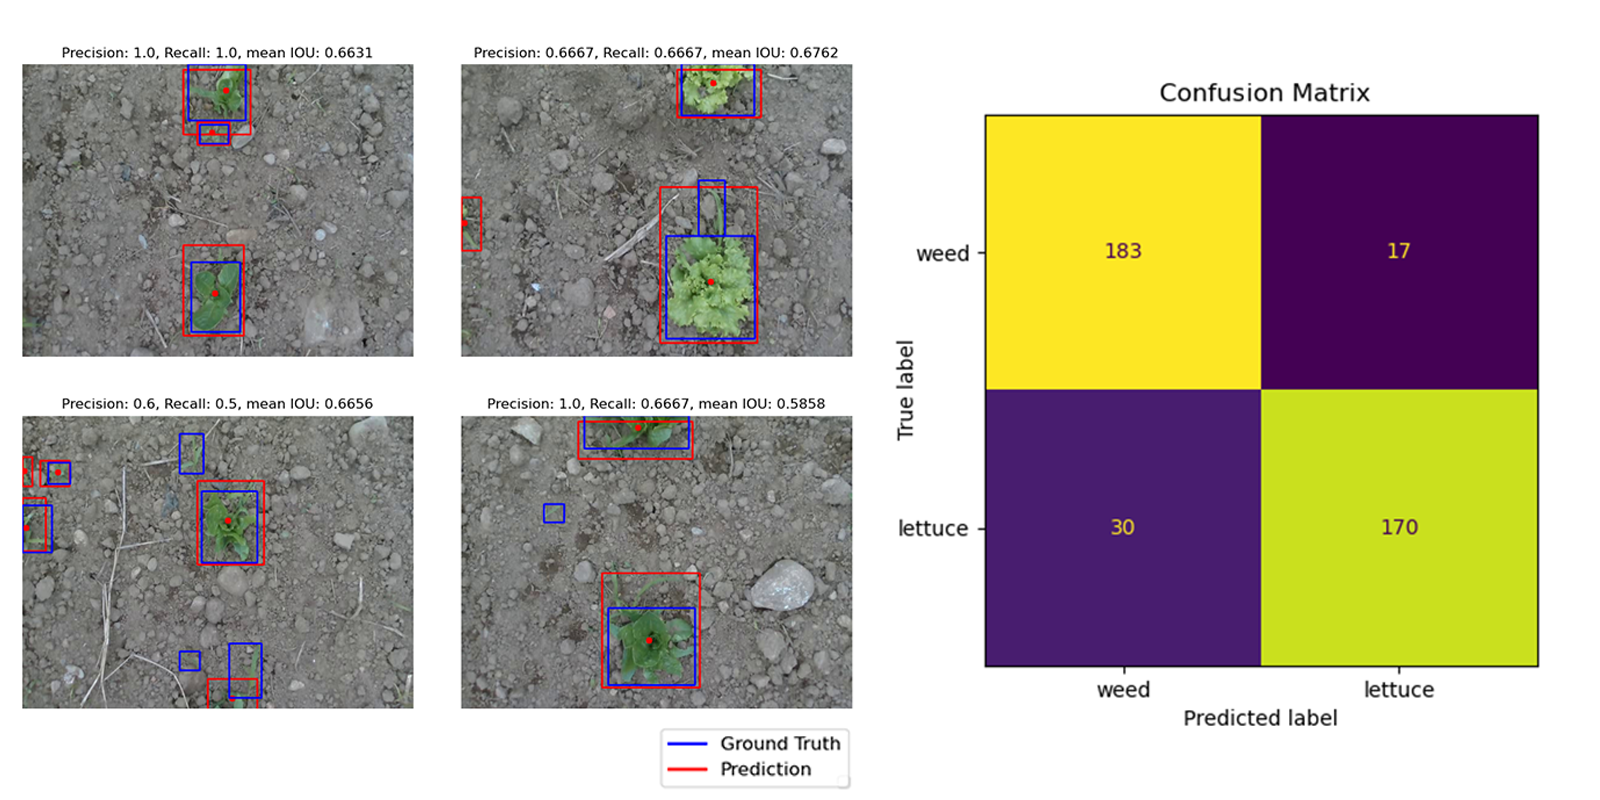 Precision: 1.0, Recall: 1.0, mean IOU: 0.6631
Precision: 0.6667, Recall: 0.6667, mean IOU: 0.6762
Precision: 0.6, Recall: 0.5, mean IOU: 0.6656
Precision: 1.0, Recall: 0.6667, mean IOU: 0.5858
Ground Truth
Prediction
Confusion Matrix
True label
weed
183
17
lettuce
30
170
weed
lettuce
Predicted label